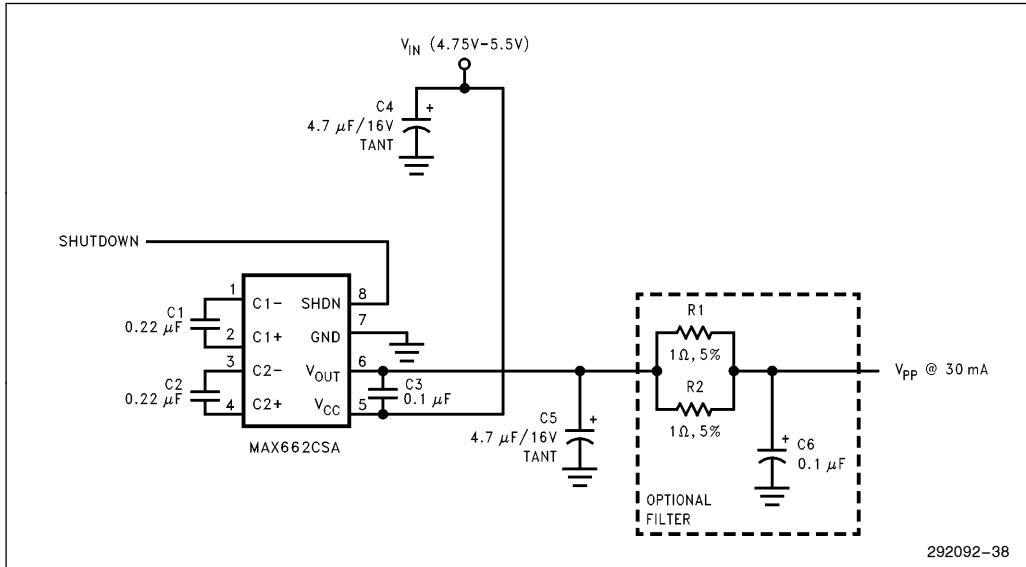 V_IN (4.75V–5.5V)
C4
+
4.7 µF/16V
TANT
SHUTDOWN
1
C1-
SHDN
8
C1
0.22 µF
2
C1+
GND
7
3
C2-
V_OUT
6
C2
0.22 µF
4
C2+
V_CC
5
MAX662CSA
C3
0.1 µF
C5
+
4.7 µF/16V
TANT
R1
1Ω, 5%
R2
1Ω, 5%
V_PP @ 30 mA
+
C6
0.1 µF
OPTIONAL
FILTER
292092–38